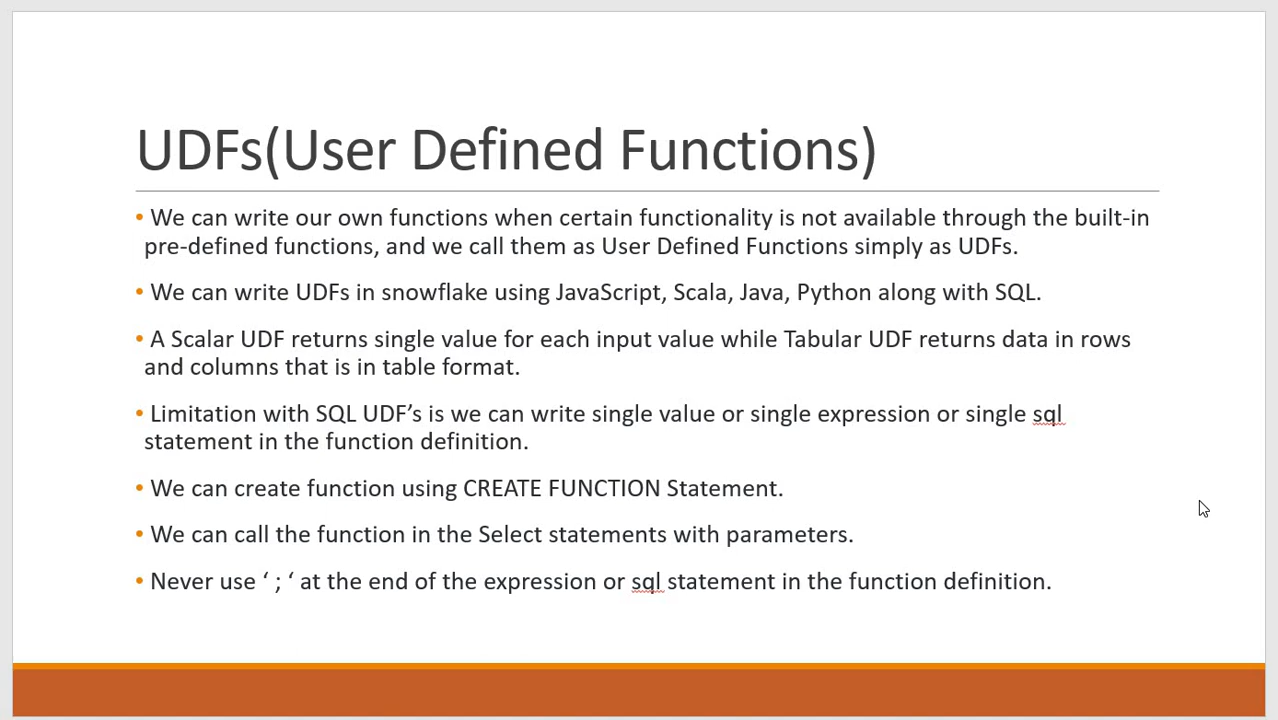 UDFs(User Defined Functions)
• We can write our own functions when certain functionality is not available through the built-in
pre-defined functions, and we call them as User Defined Functions simply as UDFs.
• We can write UDFs in snowflake using JavaScript, Scala, Java, Python along with SQL.
• A Scalar UDF returns single value for each input value while Tabular UDF returns data in rows
and columns that is in table format.
• Limitation with SQL UDF’s is we can write single value or single expression or single sql
statement in the function definition.
• We can create function using CREATE FUNCTION Statement.
• We can call the function in the Select statements with parameters.
• Never use ‘ ; ‘ at the end of the expression or sql statement in the function definition.